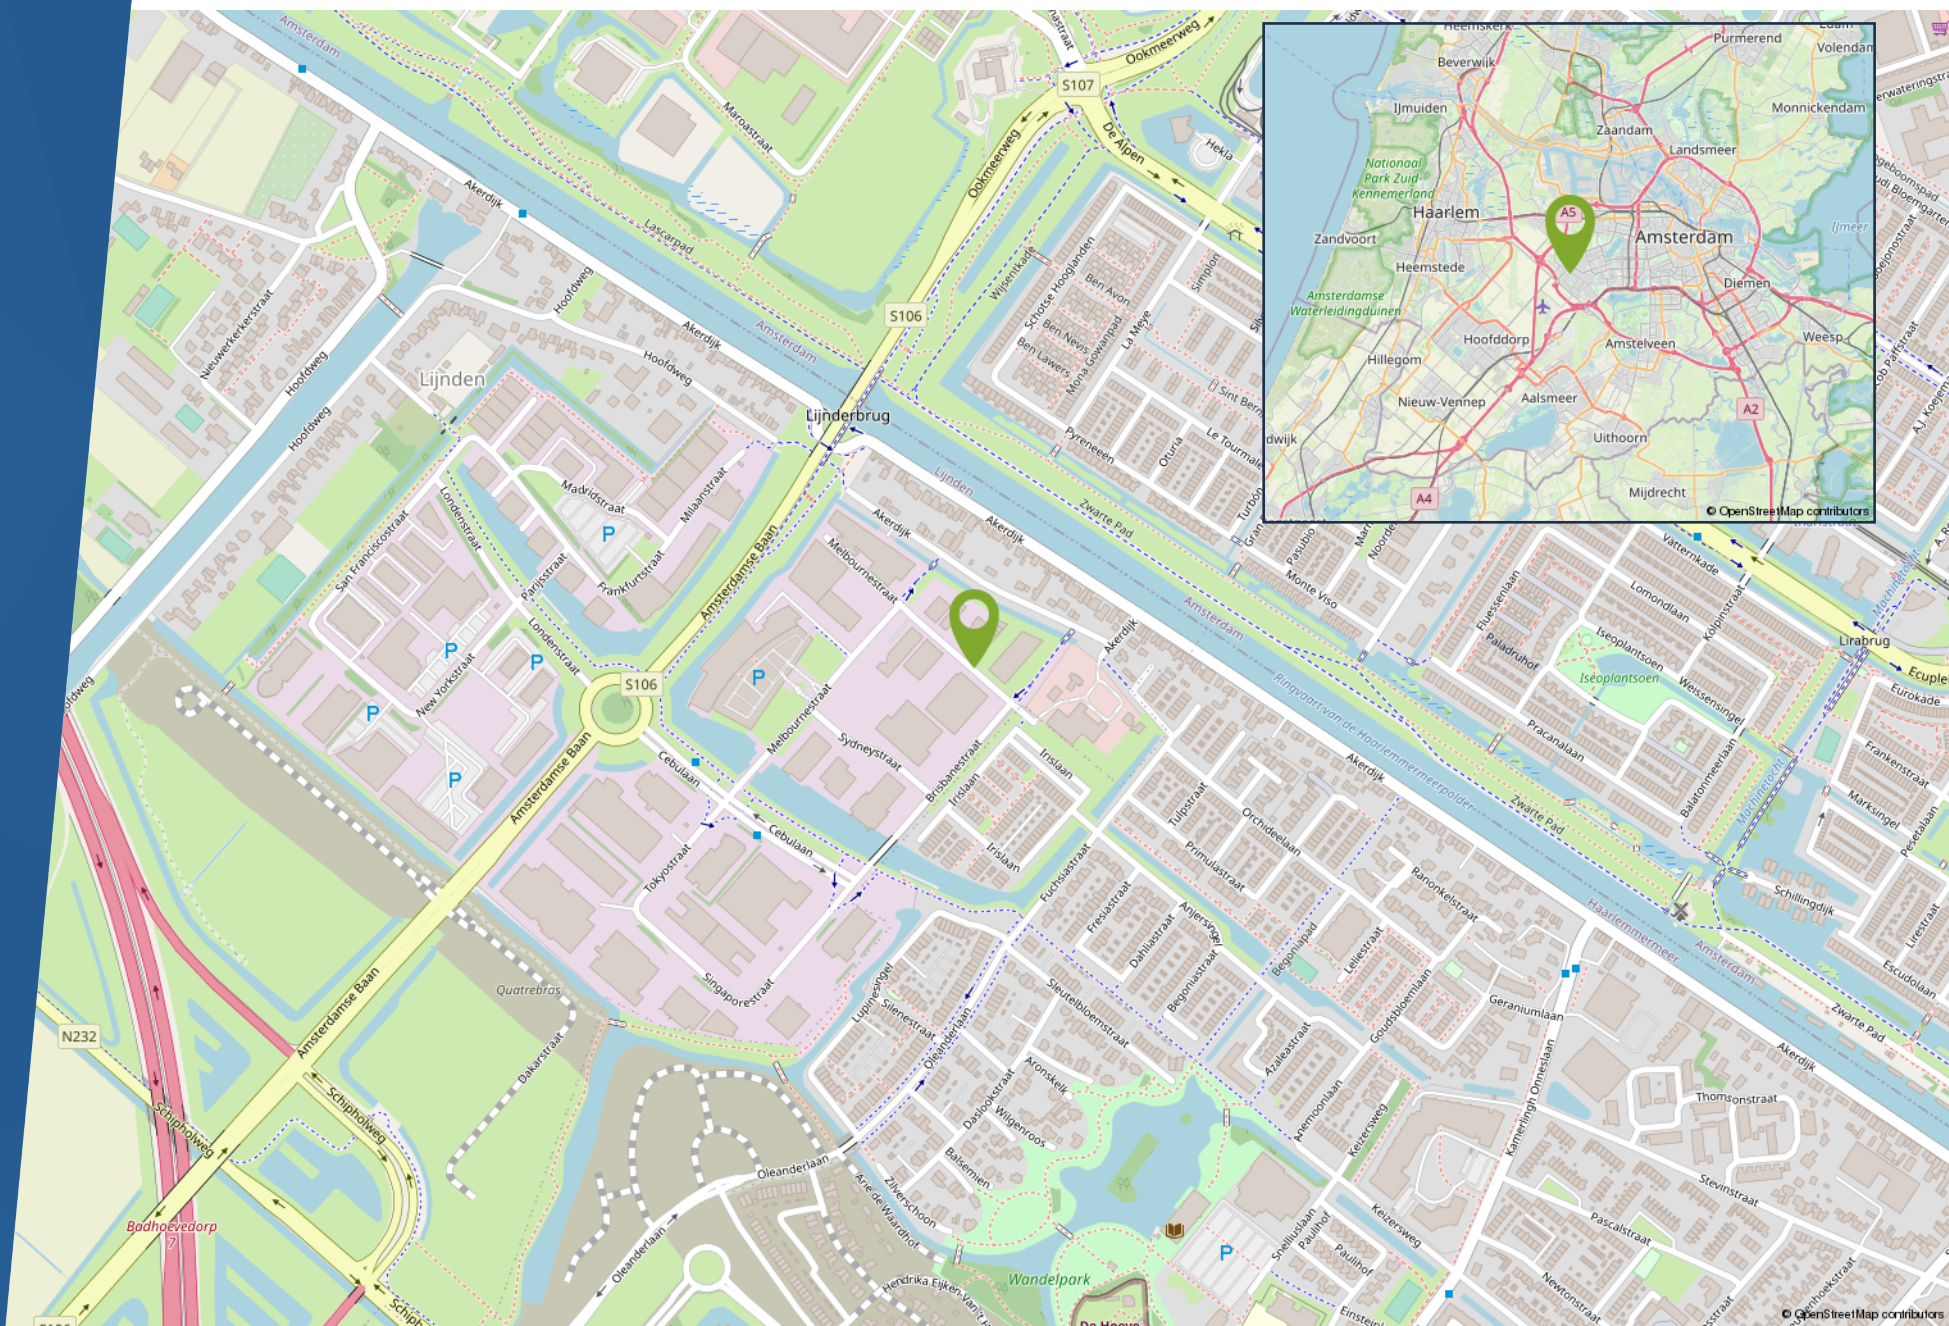 Amsterdam
Ookmeerweg
S107
De Alpen
Hekla
Maroastraat
Ookmeerweg
Akerdijk
Lascarpad
Hoofdweg
Nieuwerkerkerstraat
Hoofdweg
Hoofdweg
Lijnden
Akerdijk
Hoofdweg
Amsterdam
S106
Wijsentkade
Schotse Hooglanden
Ben Avon
Ben Nevis
Ben Lawers
Mona Gowanpad
La Meye
Simplon
Pyreneeën
Oturia
Le Tourmale
Sint Bern
Lijnderbrug
Lijnden
Heemskerk
Beverwijk
Purmerend
Volendam
IJmuiden
Monnickendam
Zaandam
Landsmeer
Nationaal
Park Zuid-
Kennemerland
Haarlem
A5
Amsterdam
IJmeer
Zandvoort
Heemstede
Diemen
Amsterdamse
Waterleidingduinen
Hoofddorp
Amstelveen
Weesp
Hillegom
Nieuw-Vennep
Aalsmeer
A2
dwijk
Uithoorn
A4
Mijdrecht
© OpenStreetMap contributors
Londenstraat
Madridstraat
Milaanstraat
P
San Franciscostraat
Parijsstraat
Frankfurtstraat
Amsterdamse Baan
Akerdijk
Akerdijk
Melbournestraat
Zwarte Pad
Pasubio
Monte Viso
Amsterdam
Vatternkade
Lomondlaan
Kolpinstraat
Fluessenlaan
Paladruhof
Iseoplantsoen
Iseoplantsoen
Weissensingel
Lirabrug
Machinetocht
Eurokade
Londenstraat
P
P
P
New Yorkstraat
P
S106
P
Melbournestraat
Sydneystraat
Brisbanestraat
Irislaan
Irislaan
Irislaan
Akerdijk
Ringvaart van de Haarlemmermeerpolder
Akerdijk
Pracanalaan
Balatonmeerlaan
Machinetocht
Frankenstraat
Marksingel
Pesetalaan
Zwarte Pad
Amsterdamse Baan
Cebulaan
Cebulaan
Tokyostraat
Singaporestraat
Fuchsiastraat
Tulpstraat
Orchideelaan
Primulastraat
Ranonkelstraat
Schillingdijk
Lirestraat
Escudolaan
Haarlemmermeer
Amsterdam
Zwarte Pad
Akerdijk
Fresiastraat
Dahliastraat
Anjersingel
Begoniastraat
Begoniapad
Leliestraat
Goudsbloemlaan
Geraniumlaan
Kamerlingh Onneslaan
Quatrebras
Dakarstraat
Amsterdamse Baan
N232
Schipholweg
Schipholweg
Badhoevedorp
7
Lupinesingel
Silenestraat
Oleanderlaan
Sleutelbloemstraat
Aronskelk
Daslookstraat
Wilgenroos
Balsemien
Zilverschoon
Arie de Waardhof
Oleanderlaan
Oleanderlaan
Azaleastraat
Anemoonlaan
Keizersweg
Keizersweg
Thomsonstraat
Stevinstraat
Pascalstraat
Newtonstraat
Snelliuslaan
Paulihof
Paulihof
P
Wandelpark
De Hoeve
© OpenStreetMap contributors